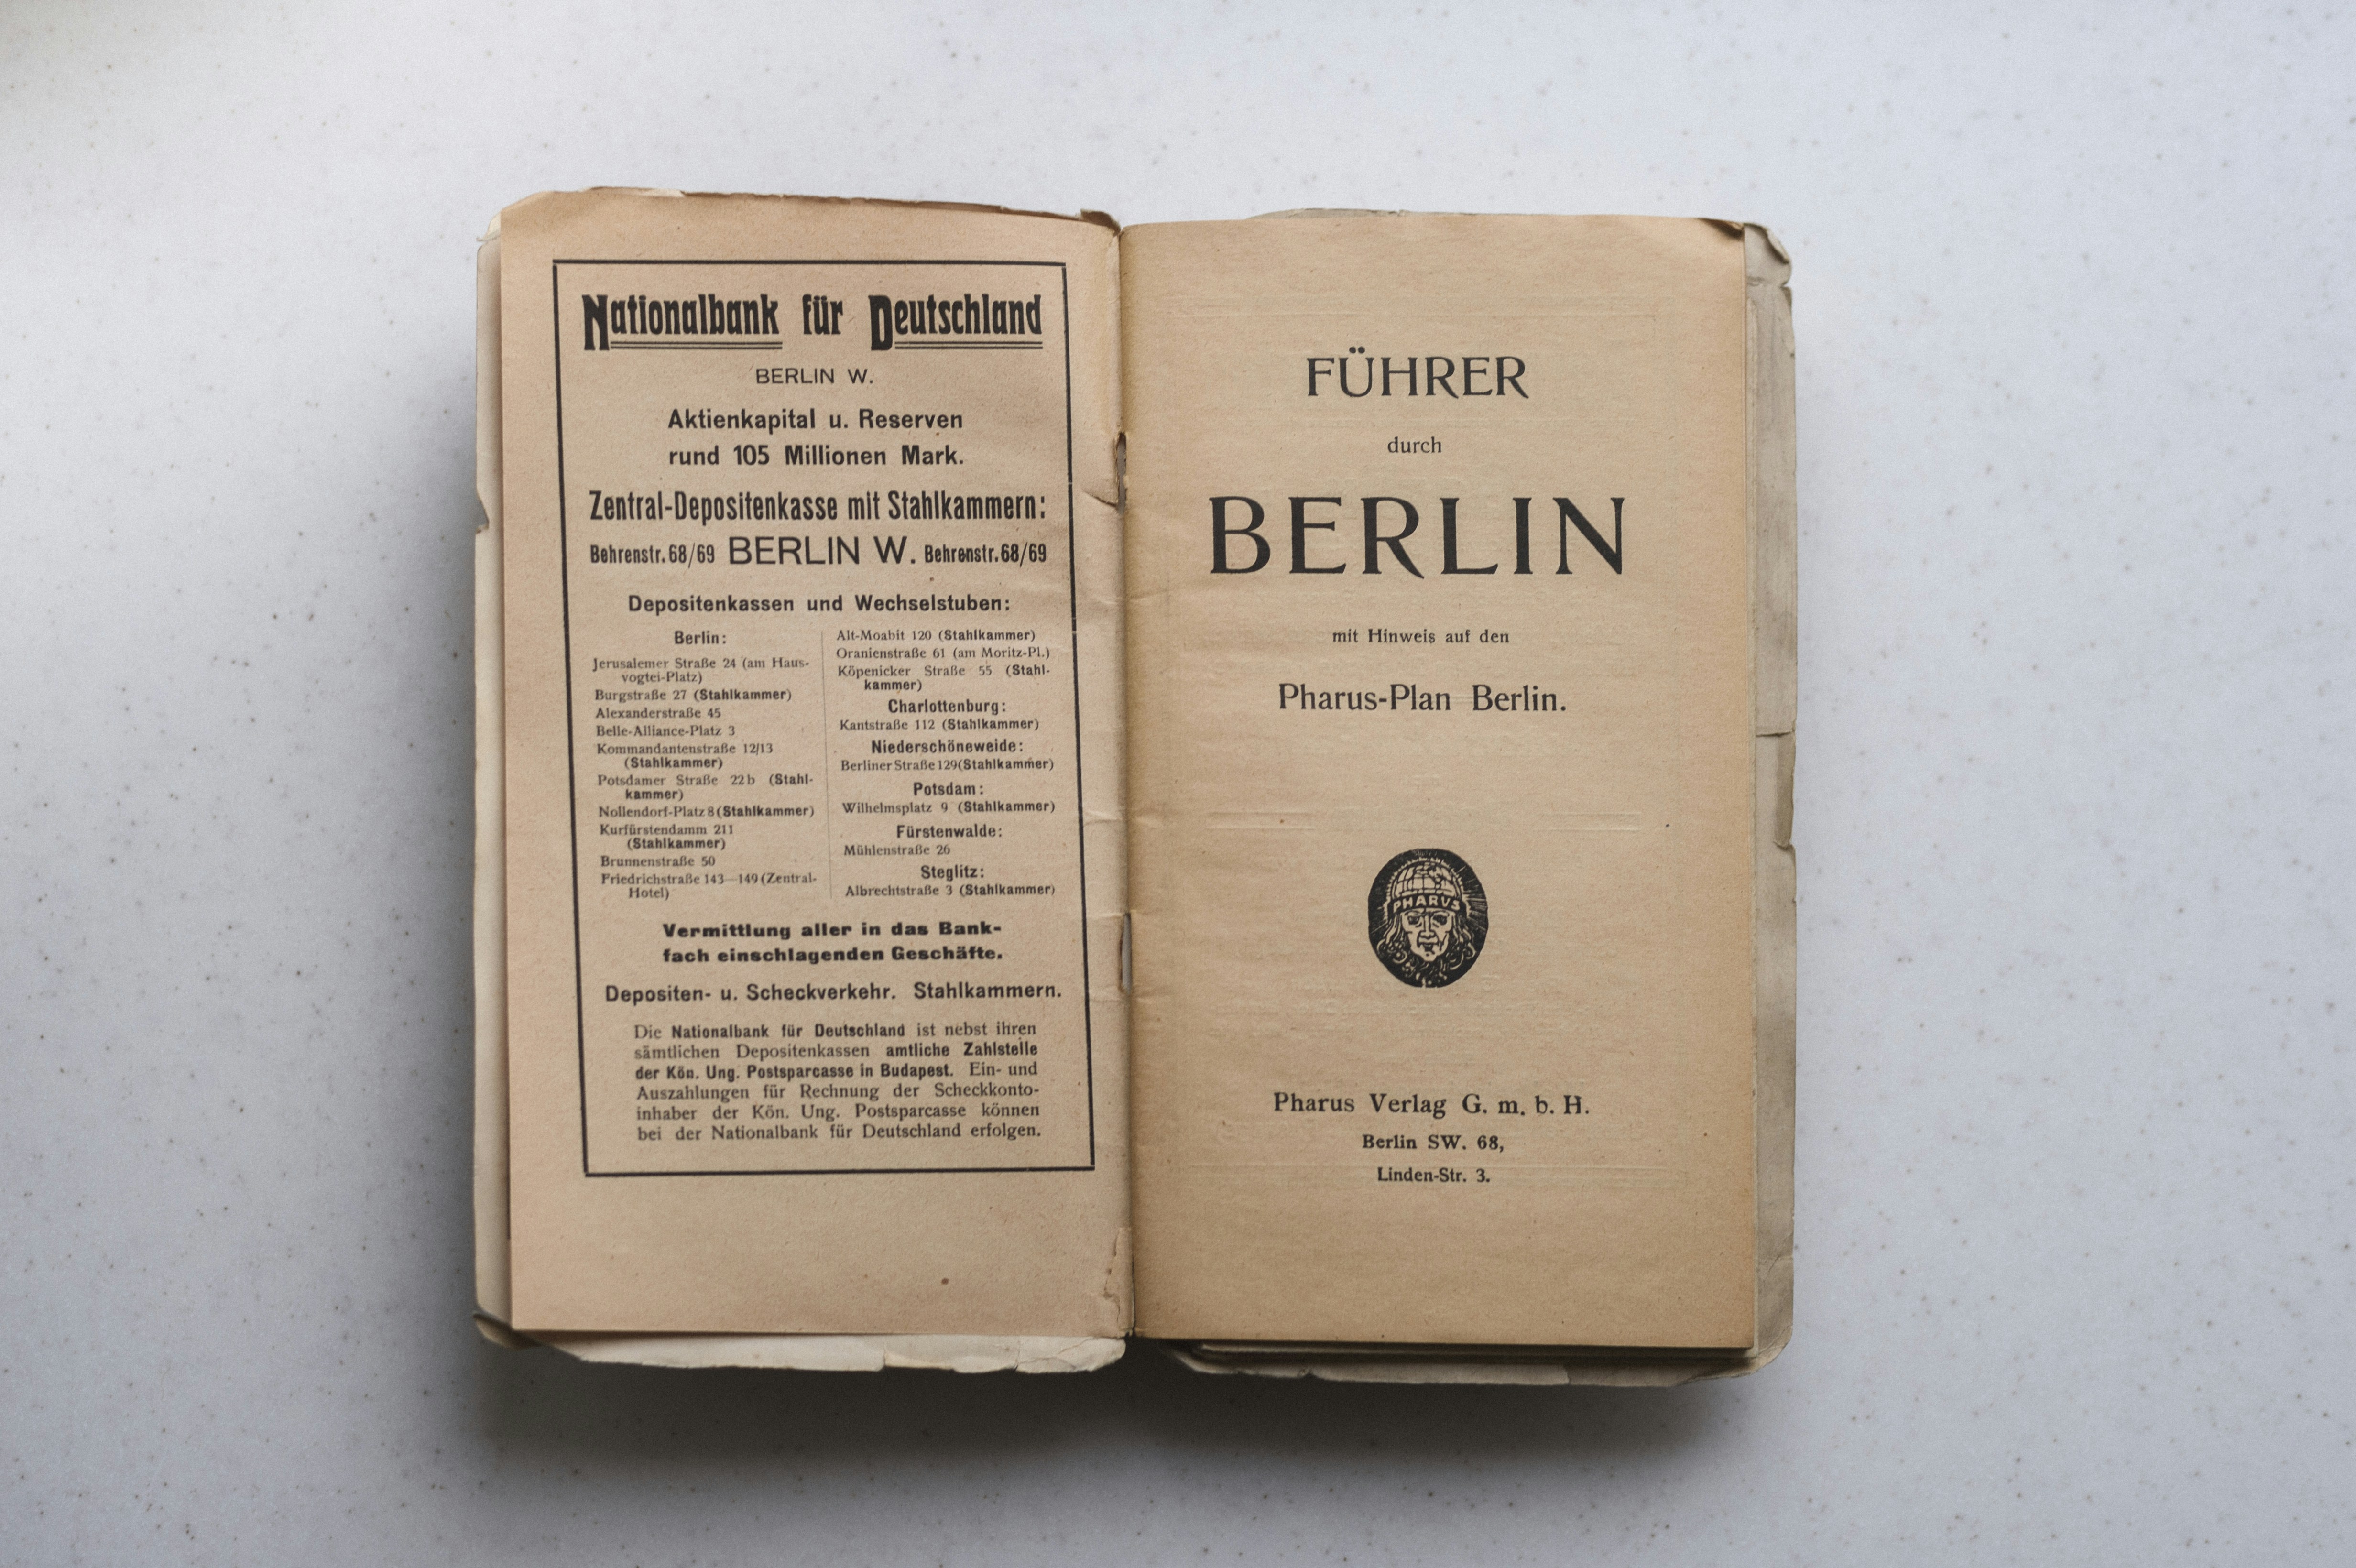 Nationalbank für Deutschland
BERLIN W.
Aktienkapital u. Reserven
rund 105 Millionen Mark.
Zentral-Depositenkasse mit Stahlkammern:
Behrenstr. 68/69 BERLIN W. Behrenstr. 68/69
Depositenkassen und Wechselstuben:
Berlin:
Jerusalemer Straße 24 (am Haus-
vogtei-Platz)
Burgstraße 27 (Stahlkammer)
Alexanderstraße 45
Belle-Alliance-Platz 3
Kommandantenstraße 12/13
(Stahlkammer)
Potsdamer Straße 22b (Stahl-
kammer)
Nollendorf-Platz 8 (Stahlkammer)
Kurfürstendamm 211
(Stahlkammer)
Brunnenstraße 50
Friedrichstraße 143—149 (Zentral-
Hotel)
Alt-Moabit 120 (Stahlkammer)
Oranienstraße 61 (am Moritz-Pl.)
Köpenicker Straße 55 (Stahl-
kammer)
Charlottenburg:
Kantstraße 112 (Stahlkammer)
Niederschöneweide:
Berliner Straße 129 (Stahlkammer)
Potsdam:
Wilhelmsplatz 9 (Stahlkammer)
Fürstenwalde:
Mühlenstraße 26
Steglitz:
Albrechtstraße 3 (Stahlkammer)
Vermittlung aller in das Bank-
fach einschlagenden Geschäfte.
Depositen- u. Scheckverkehr. Stahlkammern.
Die Nationalbank für Deutschland ist nebst ihren
sämtlichen Depositenkassen amtliche Zahlstelle
der Kön. Ung. Postsparcasse in Budapest. Ein- und
Auszahlungen für Rechnung der Scheckkonto-
inhaber der Kön. Ung. Postsparcasse können
bei der Nationalbank für Deutschland erfolgen.
FÜHRER
durch
BERLIN
mit Hinweis auf den
Pharus-Plan Berlin.
PHARVS
Pharus Verlag G. m. b. H.
Berlin SW. 68,
Linden-Str. 3.